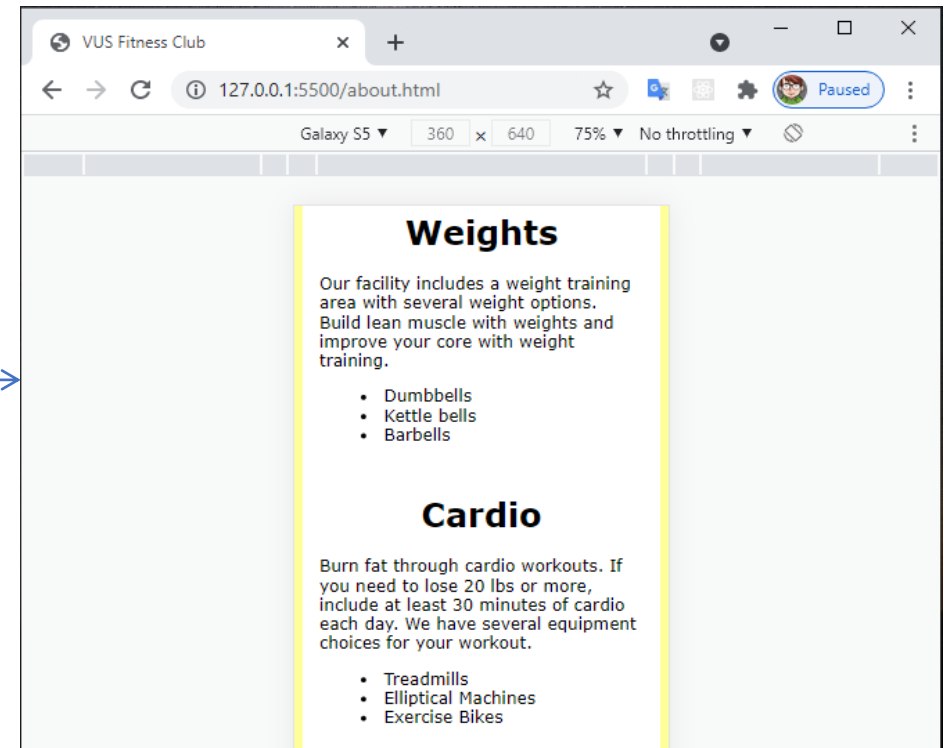 VUS Fitness Club
127.0.0.1:5500/about.html
Paused
Galaxy S5 ▼ 360 x 640 75% ▼ No throttling ▼
Weights
Our facility includes a weight training
area with several weight options.
Build lean muscle with weights and
improve your core with weight
training.
• Dumbbells
• Kettle bells
• Barbells
Cardio
Burn fat through cardio workouts. If
you need to lose 20 lbs or more,
include at least 30 minutes of cardio
each day. We have several equipment
choices for your workout.
• Treadmills
• Elliptical Machines
• Exercise Bikes